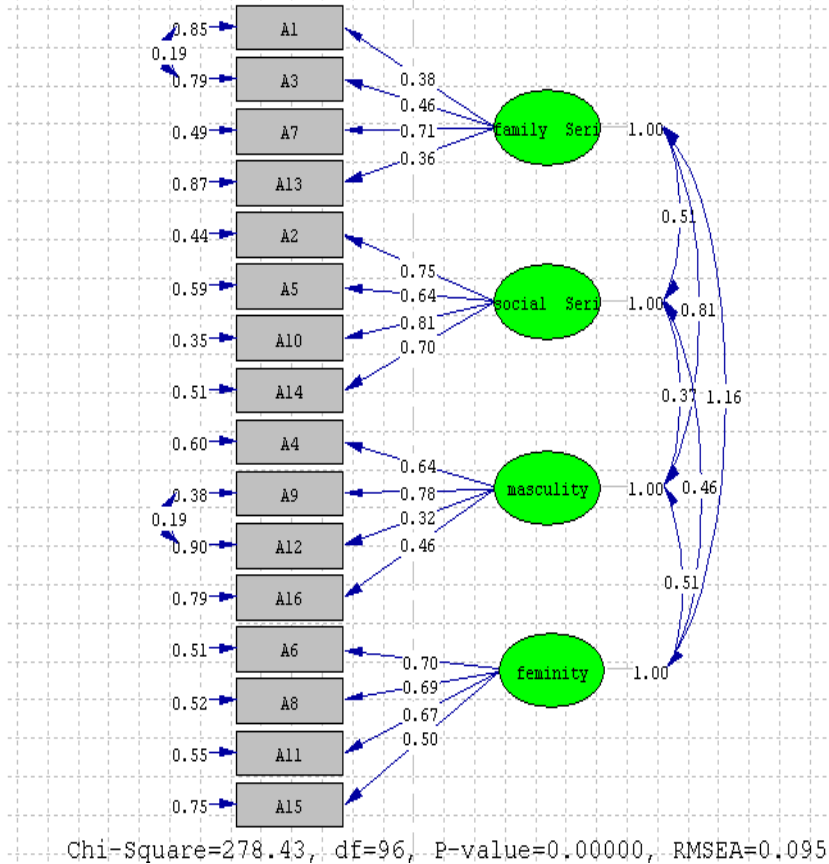 0.85 A1
0.19
0.38
0.79 A3
0.46
0.49 A7
0.71
family Seri 1.00
0.36
0.87 A13
0.51
0.44 A2
0.75
0.59 A5
0.64
social Seri 1.00
0.81
0.81
0.35 A10
0.70
0.51 A14
0.37 1.16
0.60 A4
0.64
0.38 A9
0.78
masculity 1.00
0.46
0.19
0.32
0.90 A12
0.46
0.51
0.79 A16
0.51 A6
0.70
feminity 1.00
0.69
0.52 A8
0.67
0.50
0.55 A11
0.75 A15
Chi-Square=278.43, df=96, P-value=0.00000, RMSEA=0.095